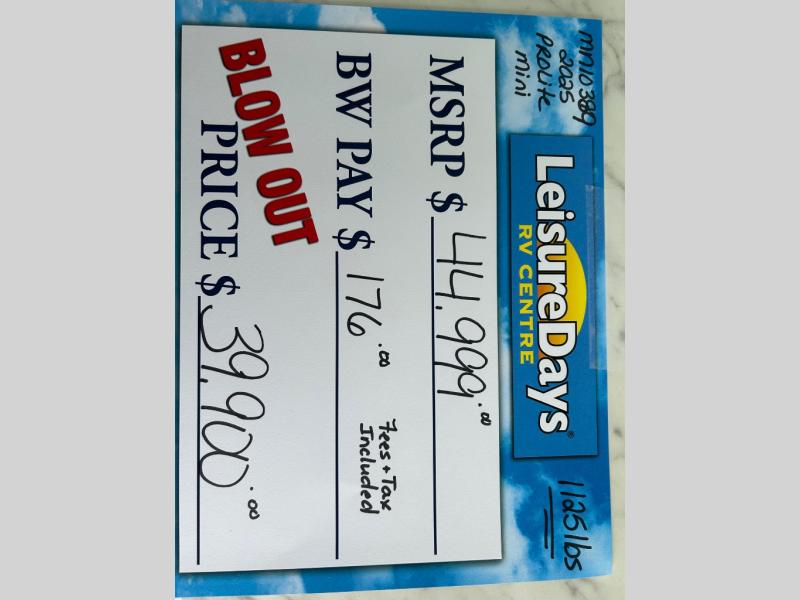 mn10389
2025
PROLite
mini
LeisureDays®
RV CENTRE
1125lbs
MSRP $ 44,999.00
BW PAY $ 176.00
Fees + Tax
Included
BLOW OUT
PRICE $ 39,900.00